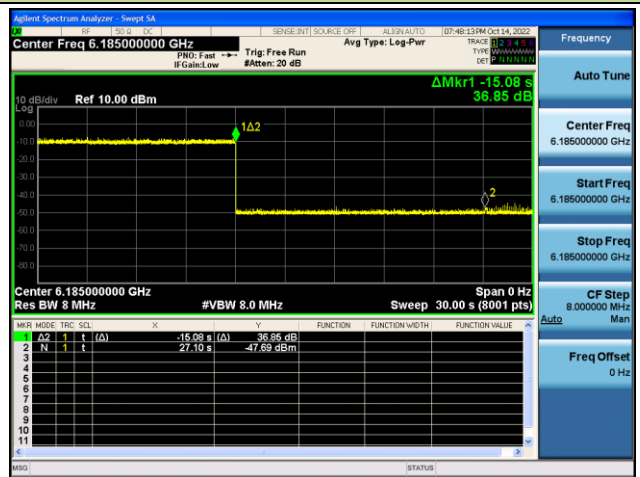 Agilent Spectrum Analyzer - Swept SA
RF 50 Ω DC SENSE:INT SOURCE OFF ALIGN AUTO 07:48:13 PM Oct 14, 2022
Center Freq 6.185000000 GHz Avg Type: Log-Pwr TRACE 1 2 3 4 5 6
PNO: Fast Trig: Free Run TYPE
IFGain:Low #Atten: 20 dB DET P N N N N N
ΔMkr1 -15.08 s
36.85 dB
10 dB/div Ref 10.00 dBm
Log
0.00
-10.0
-20.0
-30.0
-40.0
-50.0
-60.0
-70.0
-80.0
1Δ2
2
Center 6.185000000 GHz Span 0 Hz
Res BW 8 MHz #VBW 8.0 MHz Sweep 30.00 s (8001 pts)
MKR MODE TRC SCL X Y FUNCTION FUNCTION WIDTH FUNCTION VALUE
1 Δ2 1 t (Δ) -15.08 s (Δ) 36.85 dB
2 N 1 t 27.10 s -47.69 dBm
3
4
5
6
7
8
9
10
11
MSG STATUS
Frequency
Auto Tune
Center Freq
6.185000000 GHz
Start Freq
6.185000000 GHz
Stop Freq
6.185000000 GHz
CF Step
8.000000 MHz
Auto Man
Freq Offset
0 Hz